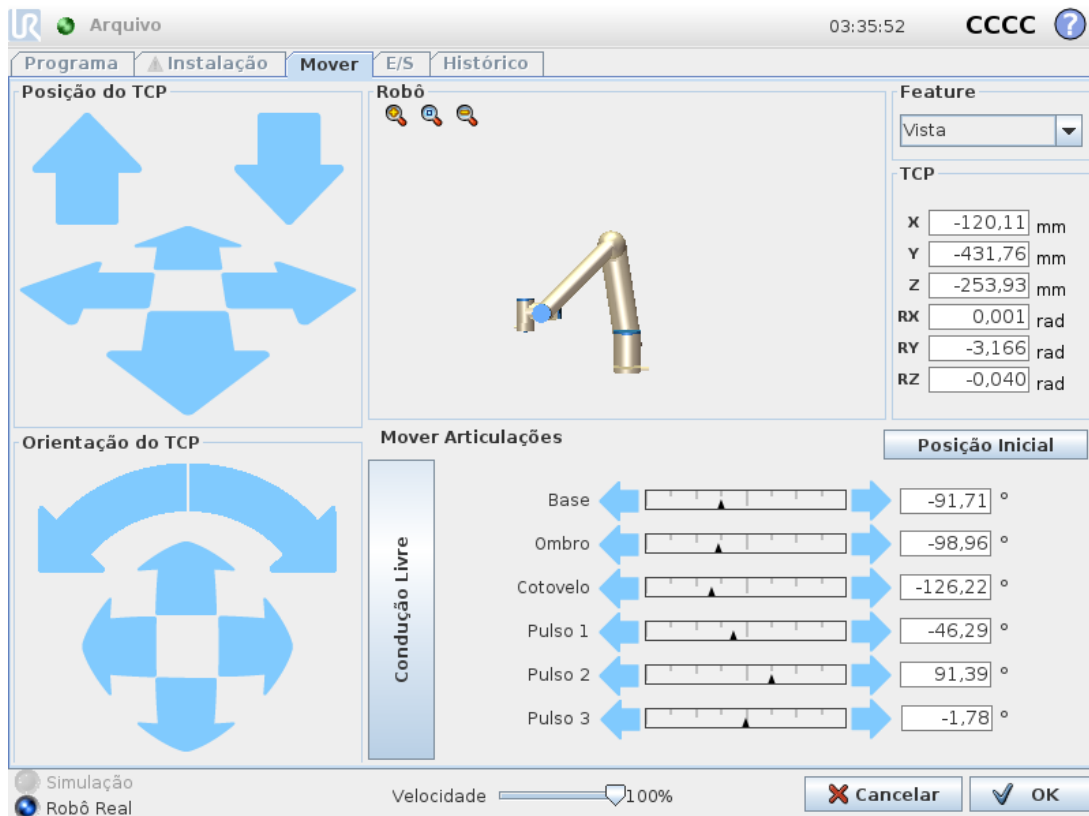 UR Arquivo 03:35:52 CCCC ?
Programa Instalação Mover E/S Histórico
Posição do TCP
Robô
Feature
Vista
TCP
X -120,11 mm
Y -431,76 mm
Z -253,93 mm
RX 0,001 rad
RY -3,166 rad
RZ -0,040 rad
Orientação do TCP
Mover Articulações
Posição Inicial
Condução Livre
Base -91,71 °
Ombro -98,96 °
Cotovelo -126,22 °
Pulso 1 -46,29 °
Pulso 2 91,39 °
Pulso 3 -1,78 °
Simulação
Robô Real
Velocidade 100%
Cancelar
OK